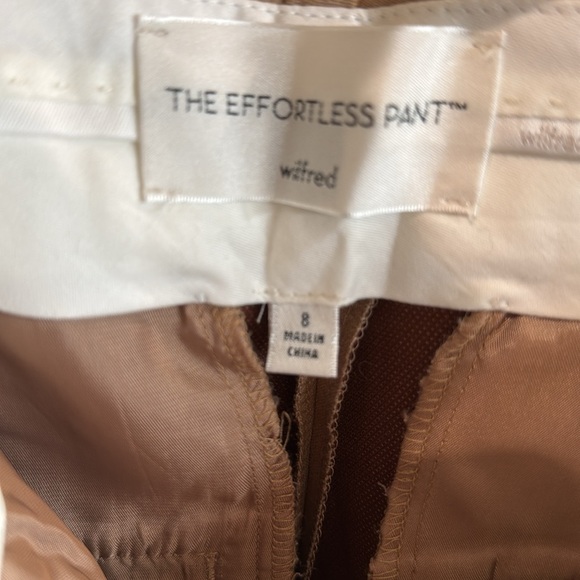 THE EFFORTLESS PANT™
wilfred
8
MADE IN
CHINA